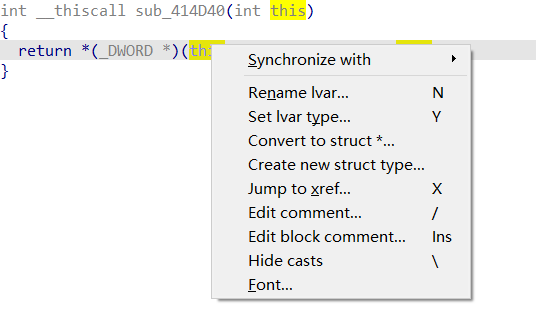 int __thiscall sub_414D40(int this)
{
return *(_DWORD *)(thi
}
Synchronize with
Rename lvar... N
Set lvar type... Y
Convert to struct *...
Create new struct type...
Jump to xref... X
Edit comment... /
Edit block comment... Ins
Hide casts \
Font...